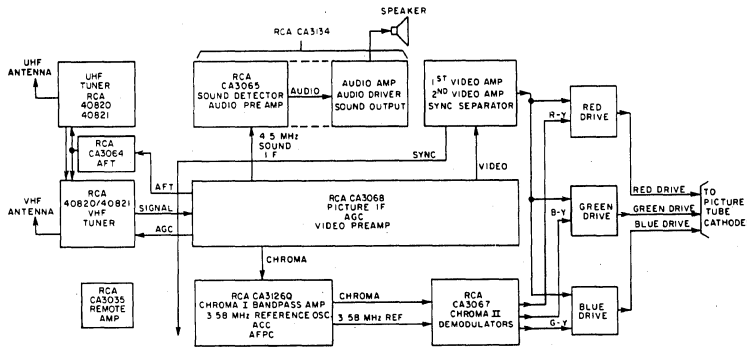 SPEAKER
RCA CA3134
UHF
ANTENNA
UHF
TUNER
RCA
40820
40821
RCA
CA3065
SOUND DETECTOR
AUDIO PREAMP
AUDIO
AUDIO AMP
AUDIO DRIVER
SOUND OUTPUT
1ST VIDEO AMP
2ND VIDEO AMP
SYNC SEPARATOR
RED
DRIVE
R-Y
RCA
CA3064
AFT
4.5 MHz
SOUND
IF
SYNC
VIDEO
AFT
VHF
ANTENNA
RCA
40820/40821
VHF
TUNER
SIGNAL
AGC
RCA CA3068
PICTURE IF
AGC
VIDEO PREAMP
B-Y
GREEN
DRIVE
RED DRIVE
GREEN DRIVE
BLUE DRIVE
TO
PICTURE
TUBE
CATHODE
CHROMA
RCA
CA3035
REMOTE
AMP
RCA CA3126Q
CHROMA I BANDPASS AMP
3.58 MHz REFERENCE OSC.
ACC
AFPC
CHROMA
3.58 MHz REF
RCA
CA3067
CHROMA II
DEMODULATORS
G-Y
BLUE
DRIVE